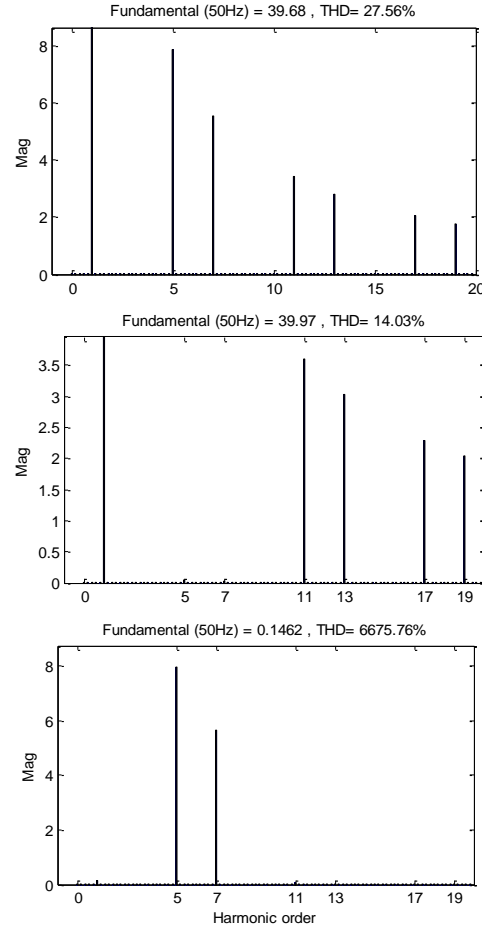 Fundamental (50Hz) = 39.68 , THD= 27.56%
8
6
4
2
0
Mag
0 5 10 15 20
Fundamental (50Hz) = 39.97 , THD= 14.03%
3.5
3
2.5
2
1.5
1
0.5
0
Mag
0 5 7 11 13 17 19
Fundamental (50Hz) = 0.1462 , THD= 6675.76%
8
6
4
2
0
Mag
0 5 7 11 13 17 19
Harmonic order